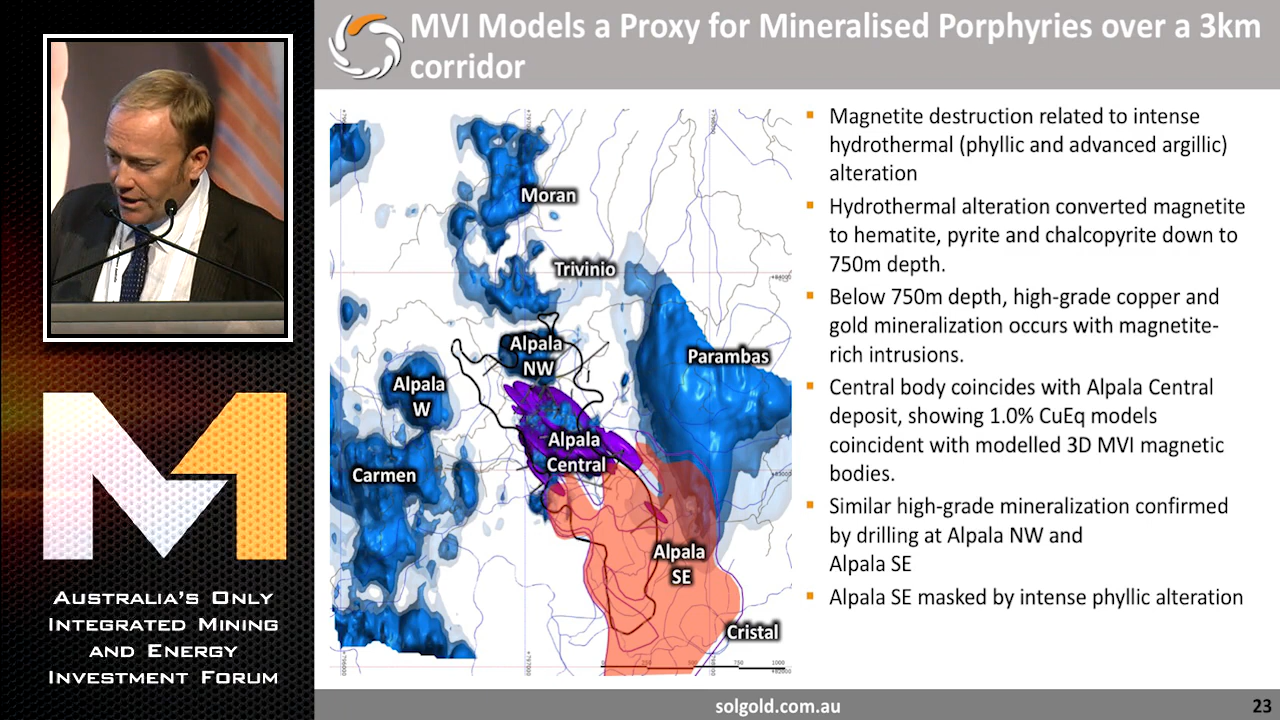 MVI Models a Proxy for Mineralised Porphyries over a 3km
corridor
Moran
Trivinio
Alpala
NW
Parambas
Alpala
W
Alpala
Central
Carmen
Alpala
SE
Cristal
750
1000
Magnetite destruction related to intense
hydrothermal (phyllic and advanced argillic)
alteration
Hydrothermal alteration converted magnetite
to hematite, pyrite and chalcopyrite down to
750m depth.
Below 750m depth, high-grade copper and
gold mineralization occurs with magnetite-
rich intrusions.
Central body coincides with Alpala Central
deposit, showing 1.0% CuEq models
coincident with modelled 3D MVI magnetic
bodies.
Similar high-grade mineralization confirmed
by drilling at Alpala NW and
Alpala SE
Alpala SE masked by intense phyllic alteration
M
Australia's Only
Integrated Mining
and Energy
Investment Forum
solgold.com.au
23